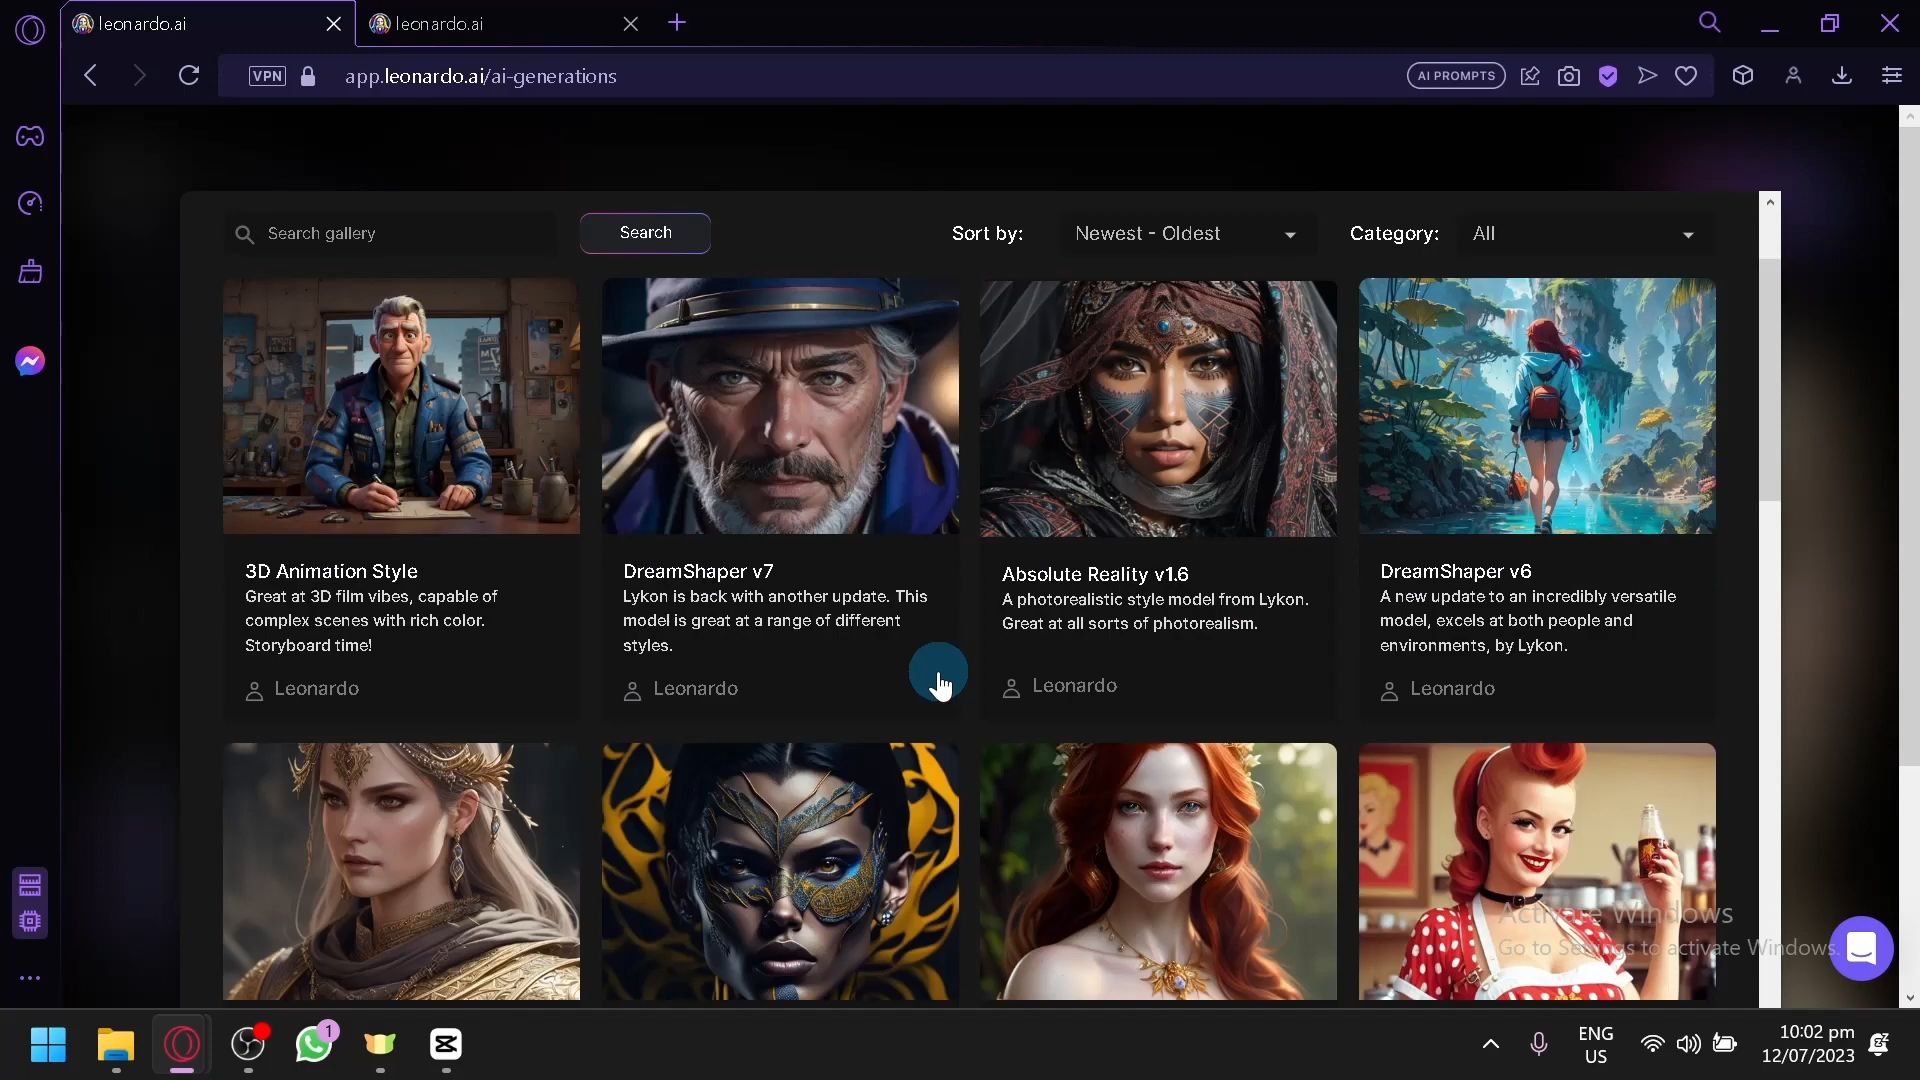 leonardo.ai
leonardo.ai
VPN
app.leonardo.ai/ai-generations
AI PROMPTS
Search gallery
Search
Sort by:
Newest - Oldest
Category:
All
3D Animation Style
Great at 3D film vibes, capable of
complex scenes with rich color.
Storyboard time!
Leonardo
DreamShaper v7
Lykon is back with another update. This
model is great at a range of different
styles.
Leonardo
Absolute Reality v1.6
A photorealistic style model from Lykon.
Great at all sorts of photorealism.
Leonardo
DreamShaper v6
A new update to an incredibly versatile
model, excels at both people and
environments, by Lykon.
Leonardo
Activate Windows
Go to Settings to activate Windows.
1
ENG
US
10:02 pm
12/07/2023